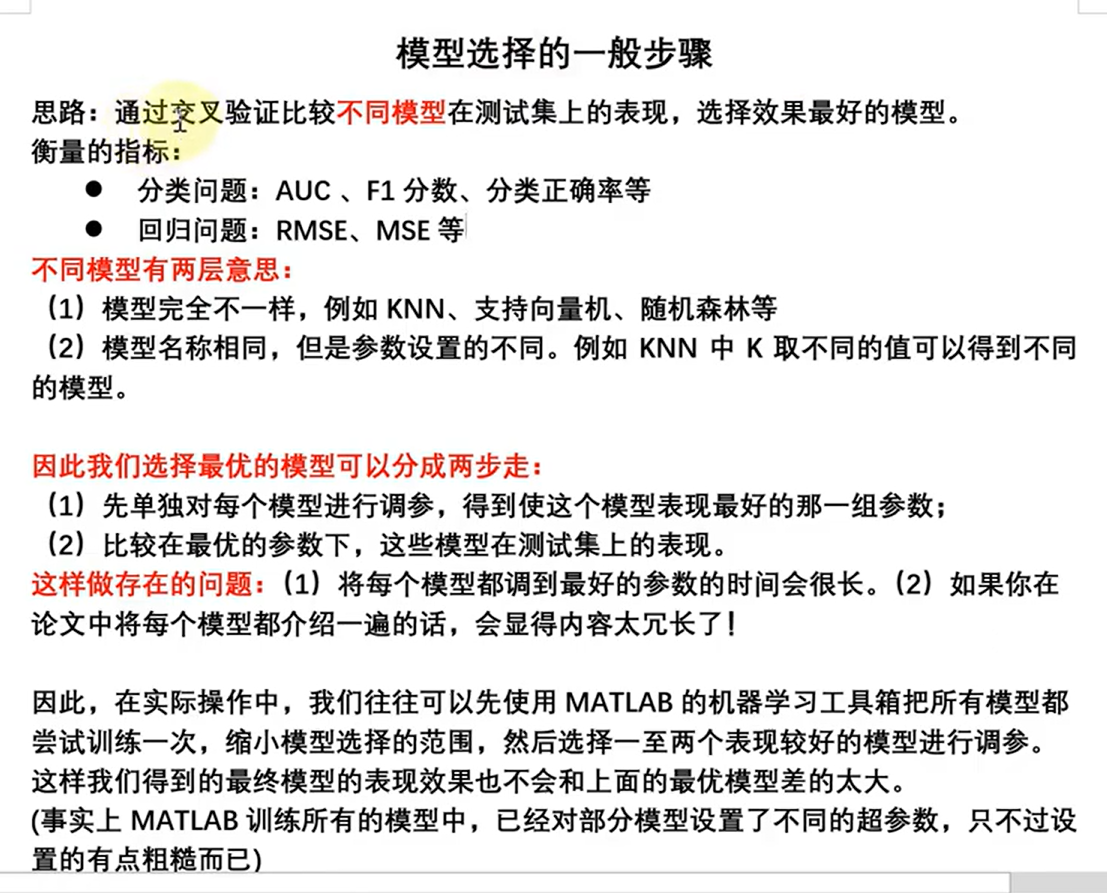 模型选择的一般步骤
思路：通过交叉验证比较不同模型在测试集上的表现，选择效果最好的模型。
衡量的指标：
● 分类问题：AUC 、F1 分数、分类正确率等
● 回归问题：RMSE、MSE 等
不同模型有两层意思：
（1）模型完全不一样，例如 KNN、支持向量机、随机森林等
（2）模型名称相同，但是参数设置的不同。例如 KNN 中 K 取不同的值可以得到不同
的模型。
因此我们选择最优的模型可以分成两步走：
（1）先单独对每个模型进行调参，得到使这个模型表现最好的那一组参数；
（2）比较在最优的参数下，这些模型在测试集上的表现。
这样做存在的问题：（1）将每个模型都调到最好的参数的时间会很长。（2）如果你在
论文中将每个模型都介绍一遍的话，会显得内容太冗长了！
因此，在实际操作中，我们往往可以先使用 MATLAB 的机器学习工具箱把所有模型都
尝试训练一次，缩小模型选择的范围，然后选择一至两个表现较好的模型进行调参。
这样我们得到的最终模型的表现效果也不会和上面的最优模型差的太大。
(事实上 MATLAB 训练所有的模型中，已经对部分模型设置了不同的超参数，只不过设
置的有点粗糙而已)